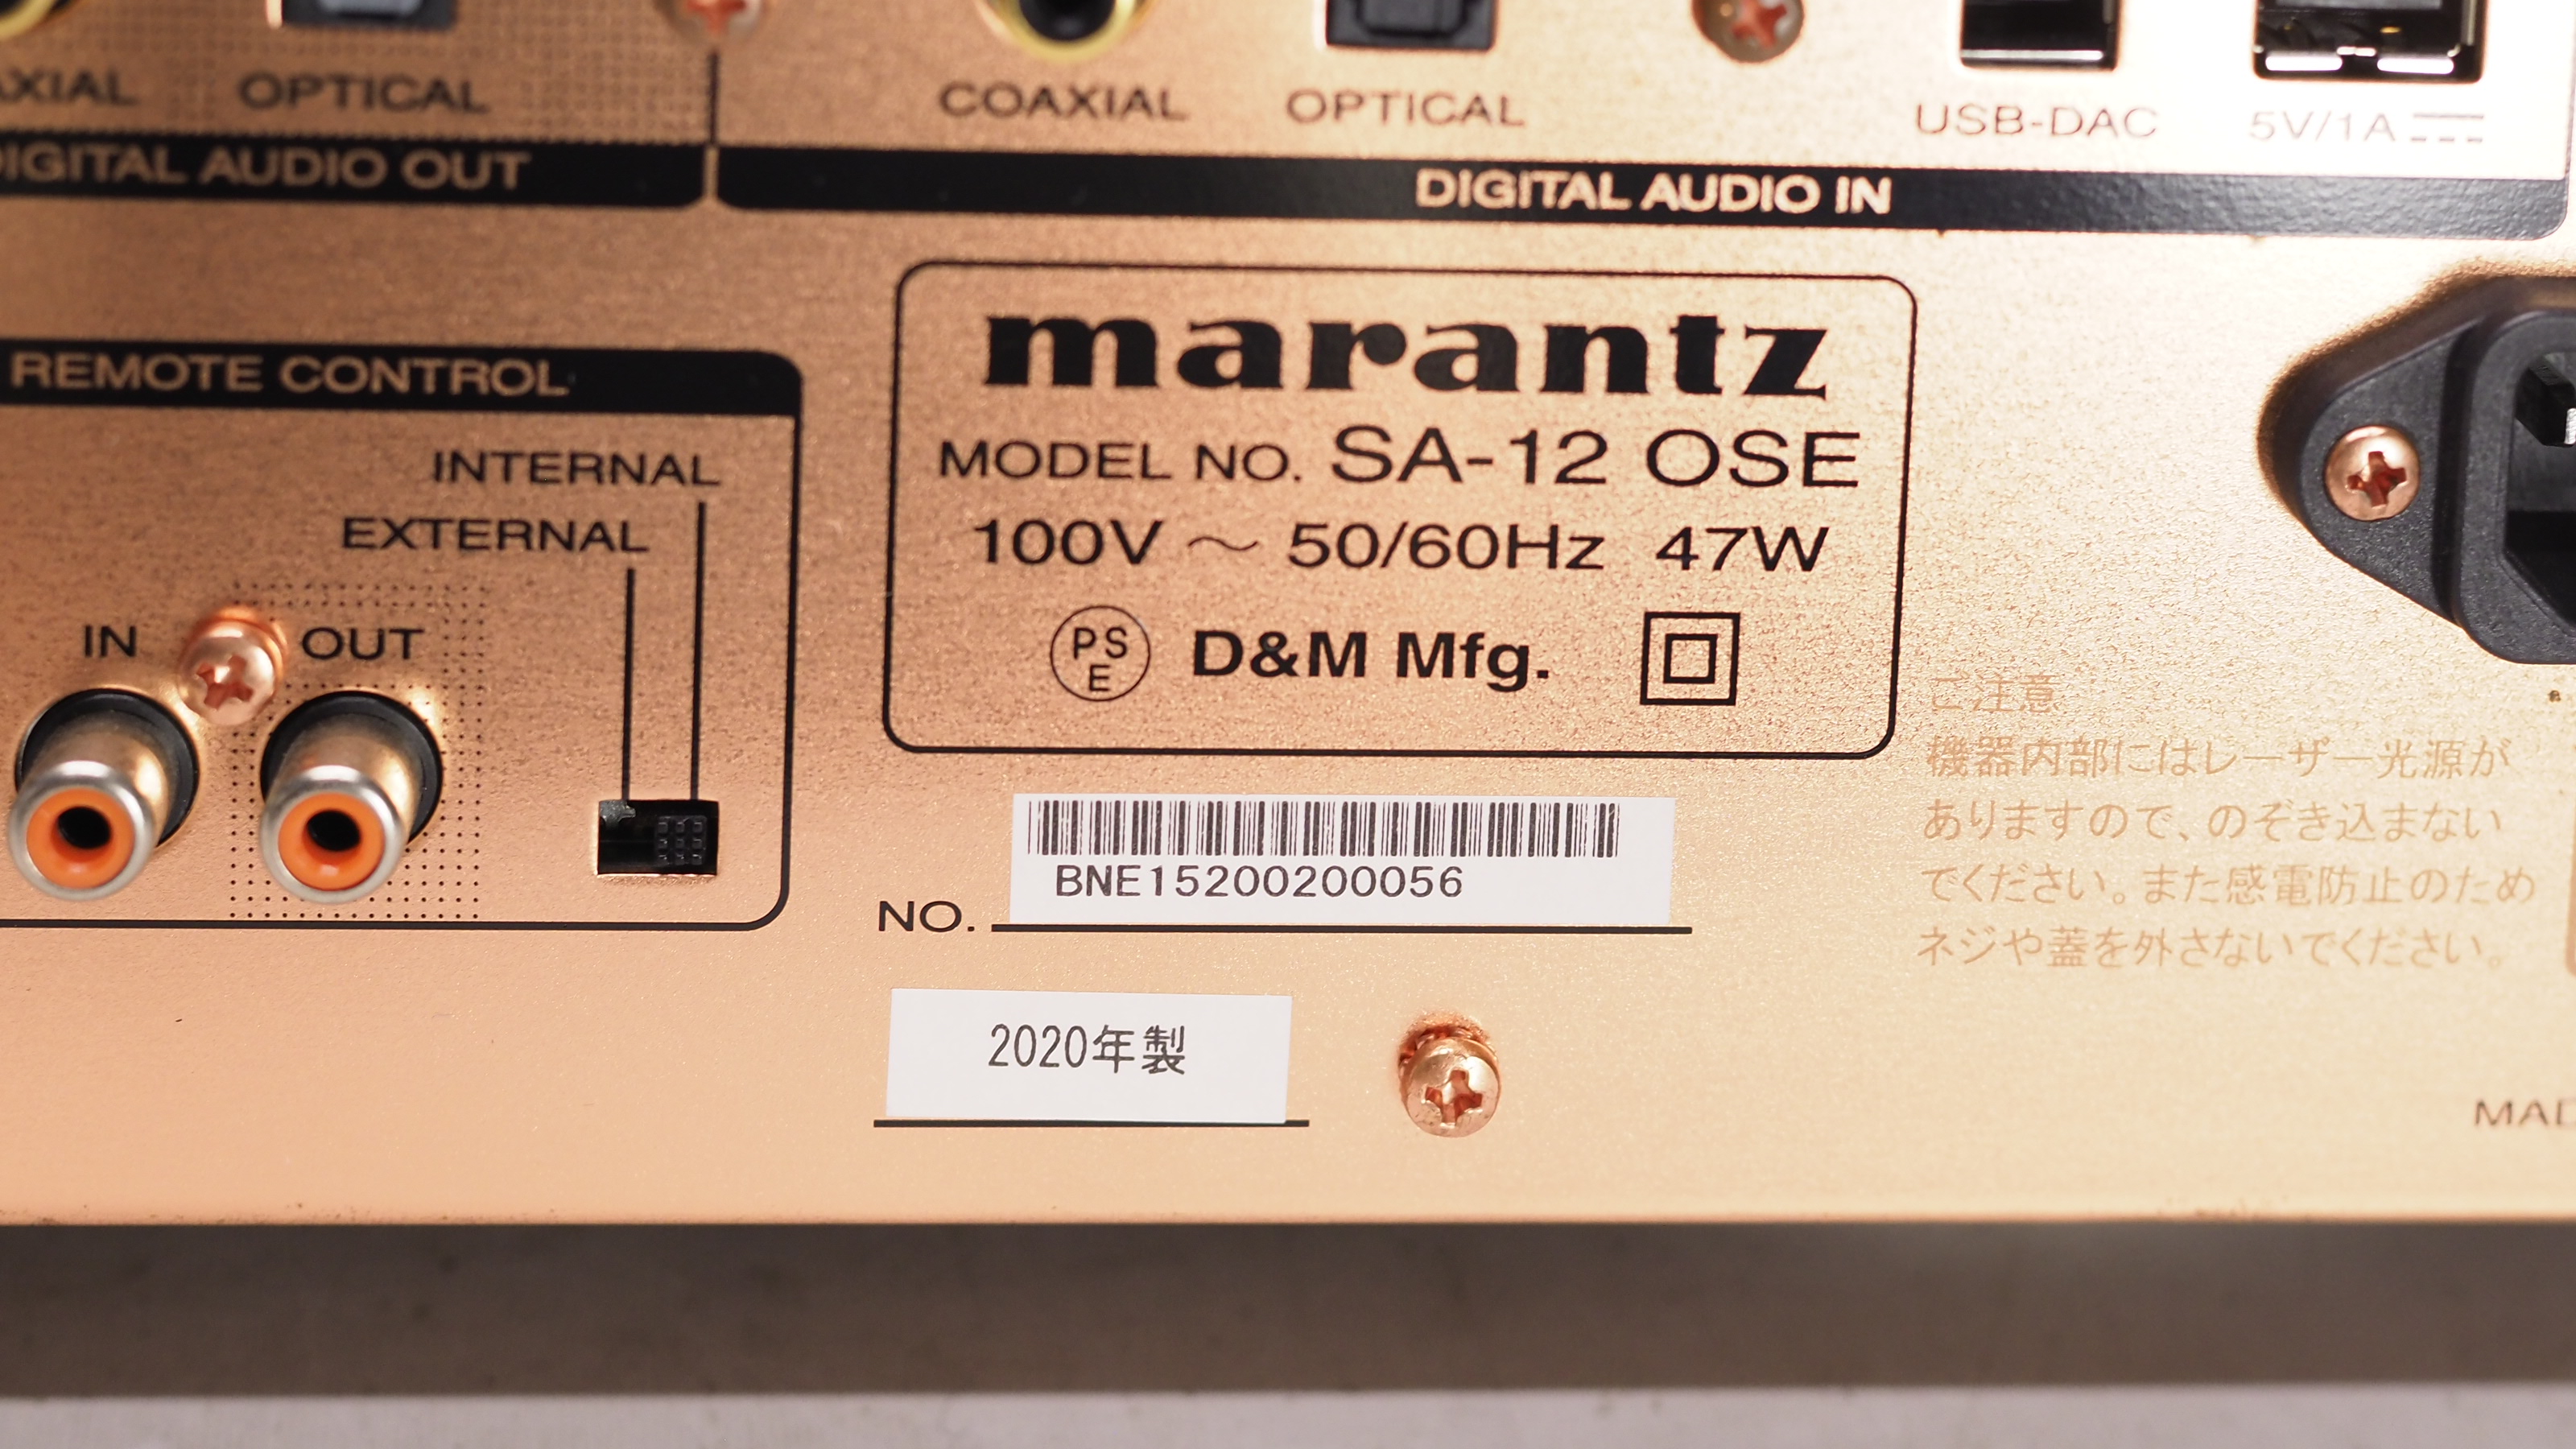 AXIAL
OPTICAL
DIGITAL AUDIO OUT
COAXIAL
OPTICAL
USB-DAC
5V/1A
DIGITAL AUDIO IN
REMOTE CONTROL
INTERNAL
EXTERNAL
IN
OUT
marantz
MODEL NO. SA-12 OSE
100V ～ 50/60Hz 47W
PS
E
D&M Mfg.
NO.
BNE15200200056
2020年製
ご注意
機器内部にはレーザー光源が
ありますので、のぞき込まない
でください。また感電防止のため
ネジや蓋を外さないでください。